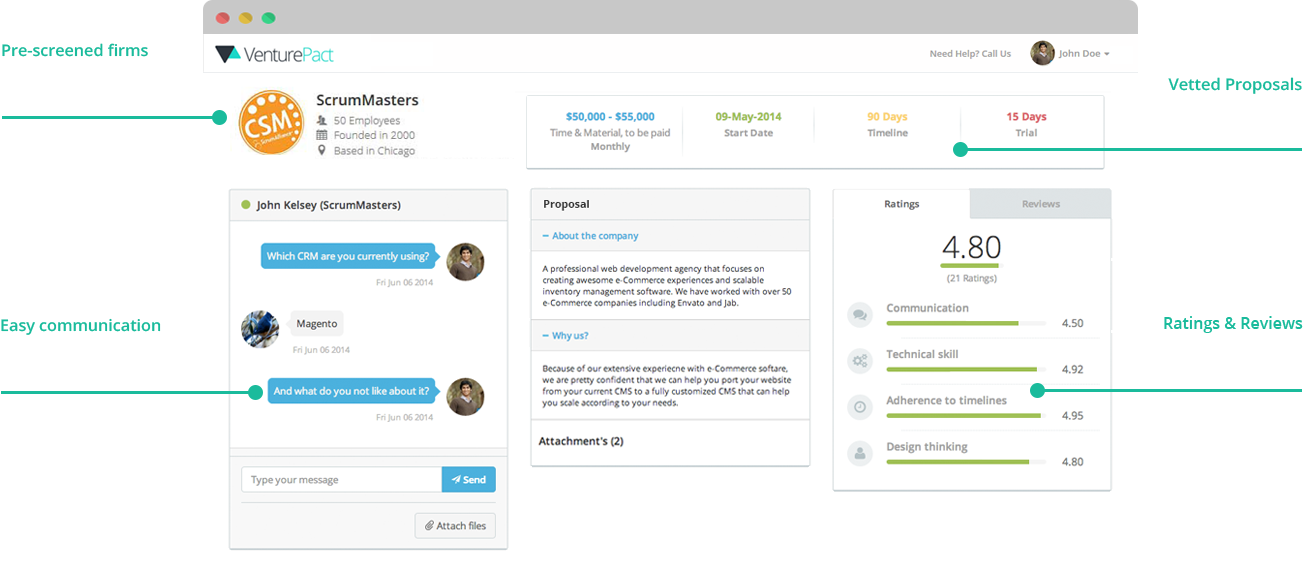 Pre-screened firms
VenturePact
Need Help? Call Us
John Doe
Vetted Proposals
CSM
ScrumMasters
50 Employees
Founded in 2000
Based in Chicago
$50,000 - $55,000
Time & Material, to be paid
Monthly
09-May-2014
Start Date
90 Days
Timeline
15 Days
Trial
John Kelsey (ScrumMasters)
Which CRM are you currently using?
Fri Jun 06 2014
Magento
Fri Jun 06 2014
And what do you not like about it?
Fri Jun 06 2014
Type your message
Send
Attach files
Easy communication
Proposal
− About the company
A professional web development agency that focuses on
creating awesome e-Commerce experiences and scalable
inventory management software. We have worked with over 50
e-Commerce companies including Envato and Jab.
− Why us?
Because of our extensive experiecne with e-Commerce softare,
we are pretty confident that we can help you port your website
from your current CMS to a fully customized CMS that can help
you scale according to your needs.
Attachment's (2)
Ratings
Reviews
4.80
(21 Ratings)
Communication
4.50
Technical skill
4.92
Adherence to timelines
4.95
Design thinking
4.80
Ratings & Reviews